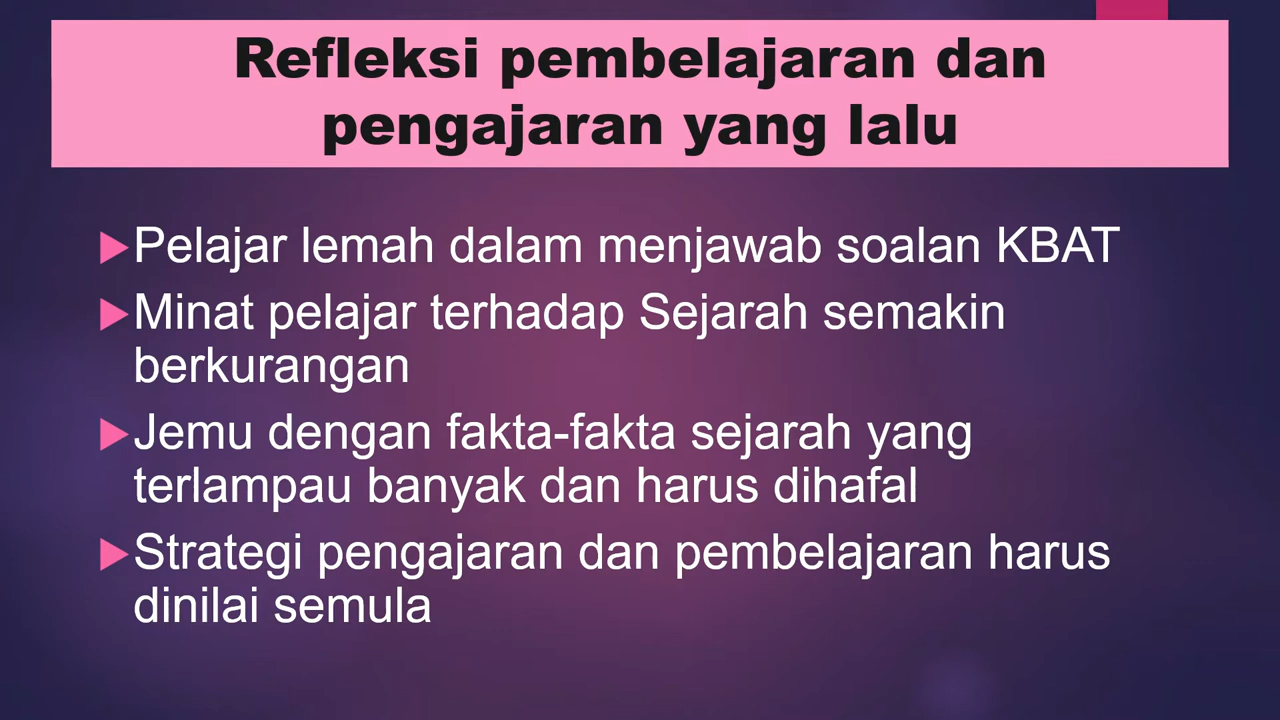 Refleksi pembelajaran dan
pengajaran yang lalu
Pelajar lemah dalam menjawab soalan KBAT
Minat pelajar terhadap Sejarah semakin
berkurangan
Jemu dengan fakta-fakta sejarah yang
terlampau banyak dan harus dihafal
Strategi pengajaran dan pembelajaran harus
dinilai semula